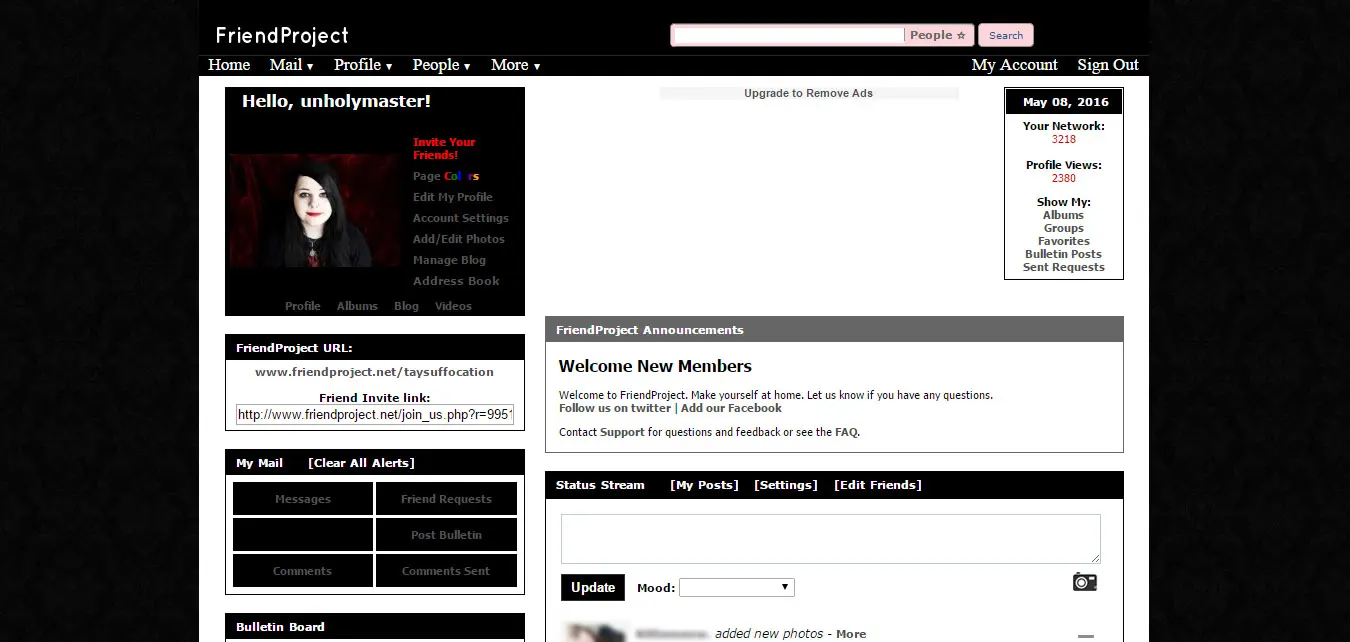 FriendProject
People ☆ Search
Home Mail ▼ Profile ▼ People ▼ More ▼ My Account Sign Out
Hello, unholymaster!
Invite Your
Friends!
Page Col rs
Edit My Profile
Account Settings
Add/Edit Photos
Manage Blog
Address Book
Profile Albums Blog Videos
FriendProject URL:
www.friendproject.net/taysuffocation
Friend Invite link:
http://www.friendproject.net/join_us.php?r=9951
My Mail [Clear All Alerts]
Messages Friend Requests
Post Bulletin
Comments Comments Sent
Bulletin Board
Upgrade to Remove Ads
May 08, 2016
Your Network:
3218
Profile Views:
2380
Show My:
Albums
Groups
Favorites
Bulletin Posts
Sent Requests
FriendProject Announcements
Welcome New Members
Welcome to FriendProject. Make yourself at home. Let us know if you have any questions.
Follow us on twitter | Add our Facebook
Contact Support for questions and feedback or see the FAQ.
Status Stream [My Posts] [Settings] [Edit Friends]
Update Mood:
added new photos - More